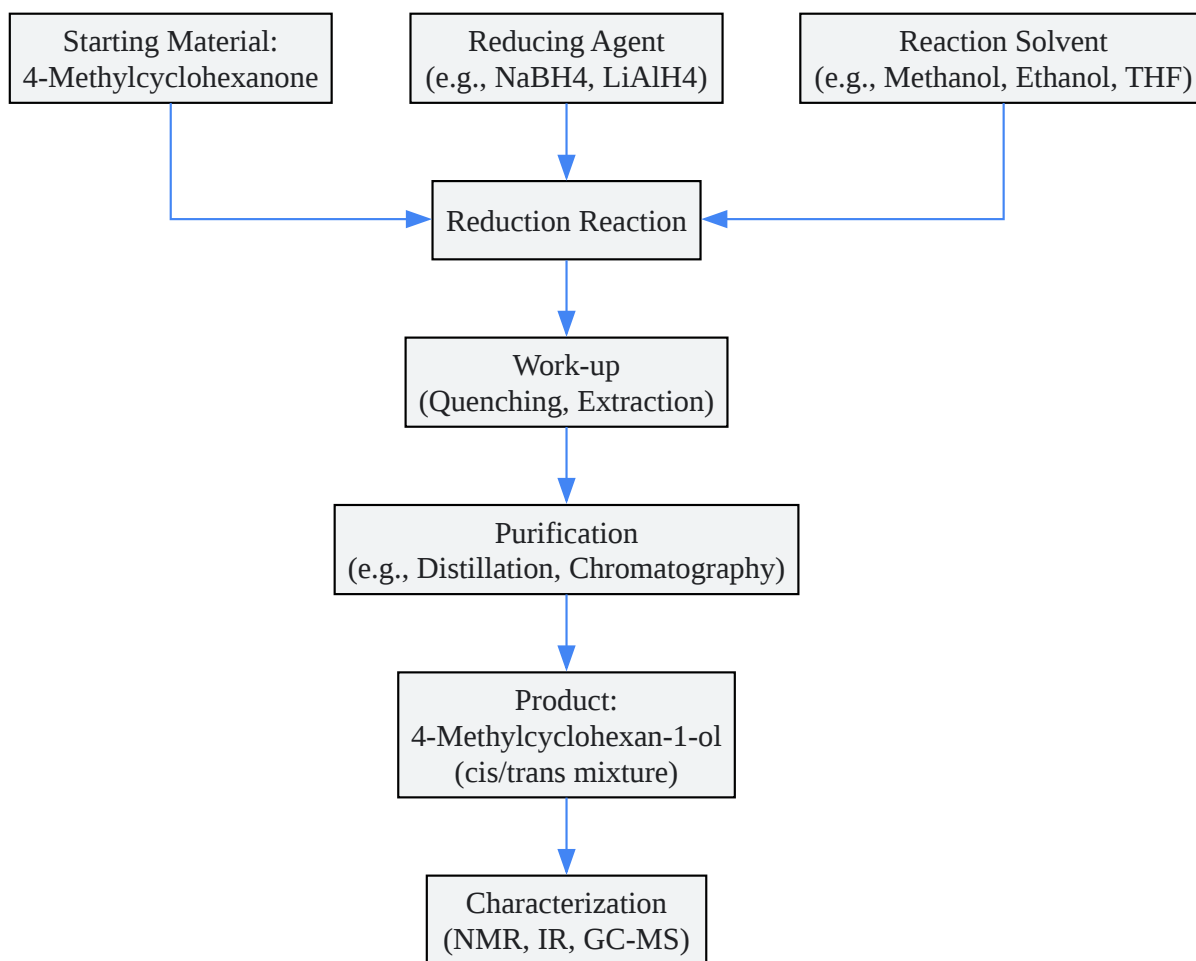 Starting Material:
4-Methylcyclohexanone
Reducing Agent
(e.g., NaBH4, LiAlH4)
Reaction Solvent
(e.g., Methanol, Ethanol, THF)
Reduction Reaction
Work-up
(Quenching, Extraction)
Purification
(e.g., Distillation, Chromatography)
Product:
4-Methylcyclohexan-1-ol
(cis/trans mixture)
Characterization
(NMR, IR, GC-MS)